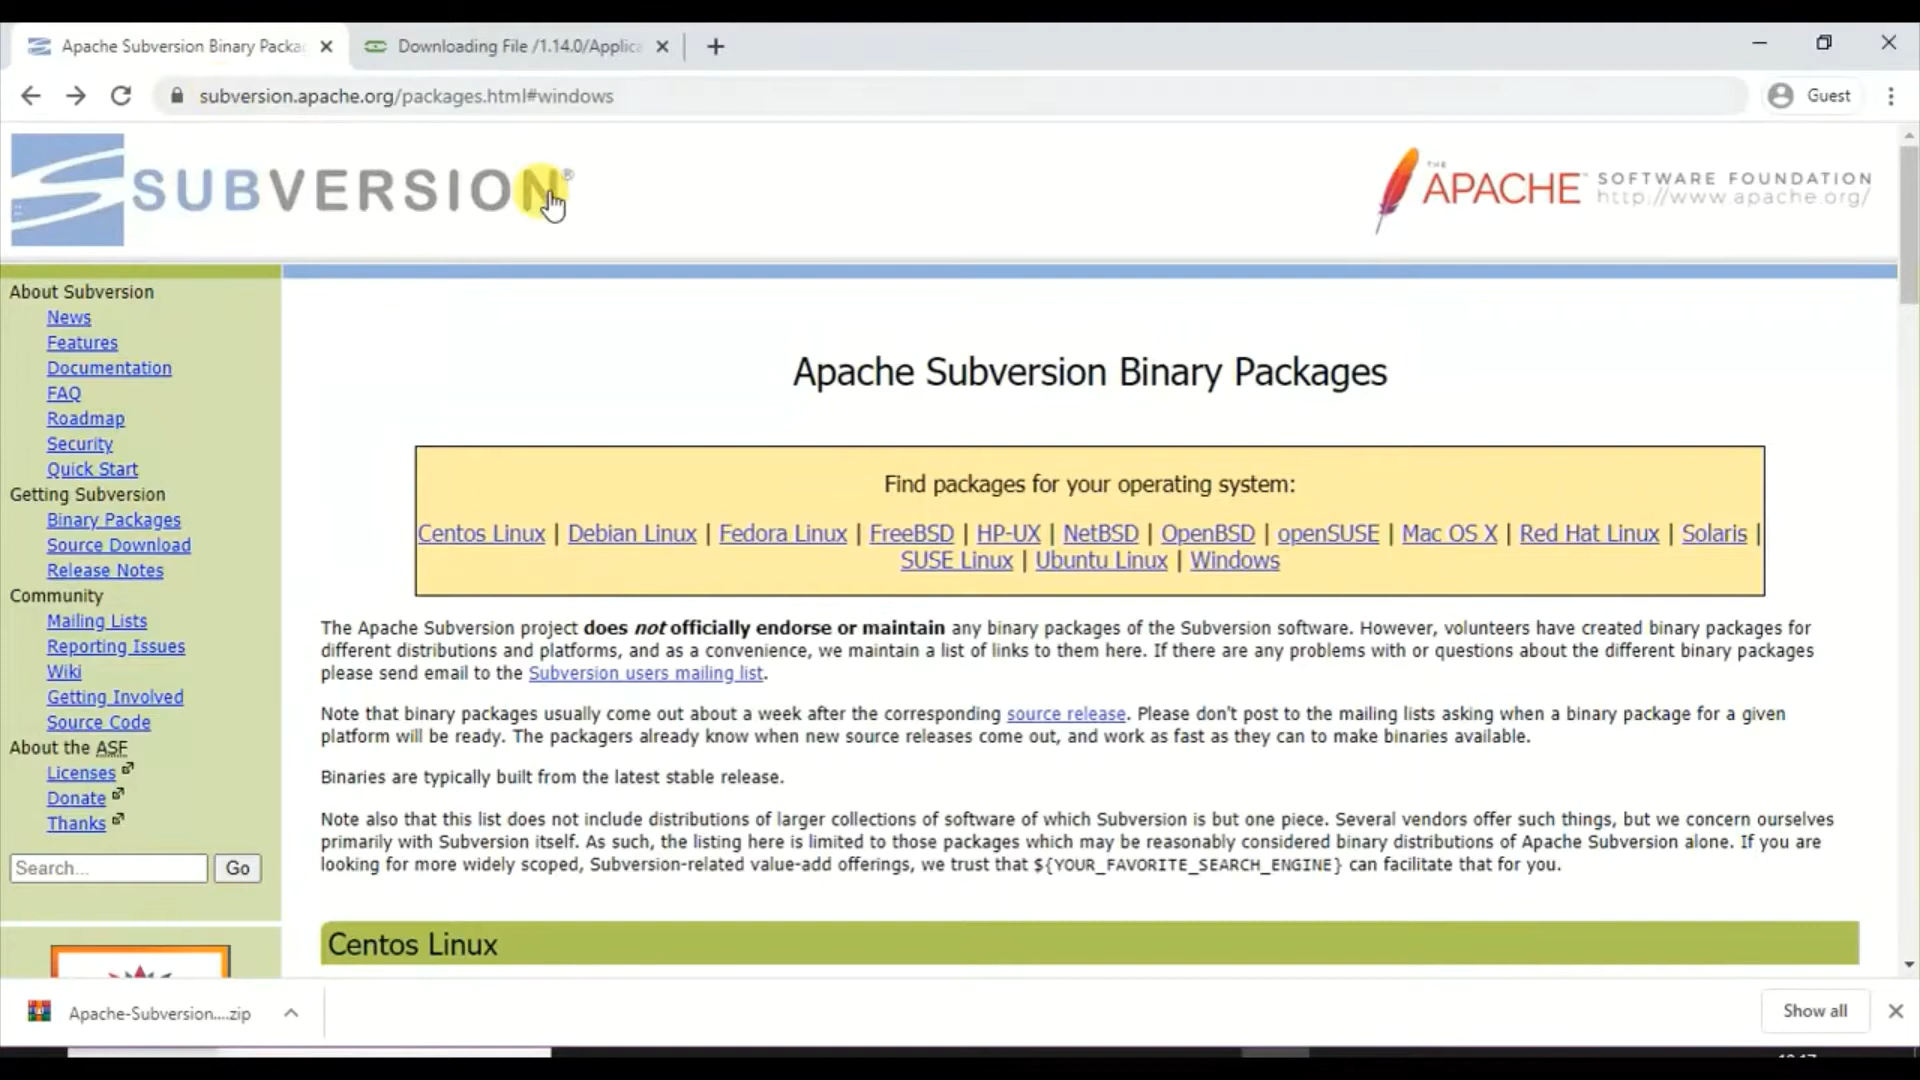 Apache Subversion Binary Packa
Downloading File /1.14.0/Applica
subversion.apache.org/packages.html#windows
Guest
SUBVERSION®
THE APACHE™ SOFTWARE FOUNDATION
http://www.apache.org/
About Subversion
News
Features
Documentation
FAQ
Roadmap
Security
Quick Start
Getting Subversion
Binary Packages
Source Download
Release Notes
Community
Mailing Lists
Reporting Issues
Wiki
Getting Involved
Source Code
About the ASF
Licenses
Donate
Thanks
Search...
Go
Apache Subversion Binary Packages
Find packages for your operating system:
Centos Linux | Debian Linux | Fedora Linux | FreeBSD | HP-UX | NetBSD | OpenBSD | openSUSE | Mac OS X | Red Hat Linux | Solaris |
SUSE Linux | Ubuntu Linux | Windows
The Apache Subversion project does not officially endorse or maintain any binary packages of the Subversion software. However, volunteers have created binary packages for
different distributions and platforms, and as a convenience, we maintain a list of links to them here. If there are any problems with or questions about the different binary packages
please send email to the Subversion users mailing list.
Note that binary packages usually come out about a week after the corresponding source release. Please don't post to the mailing lists asking when a binary package for a given
platform will be ready. The packagers already know when new source releases come out, and work as fast as they can to make binaries available.
Binaries are typically built from the latest stable release.
Note also that this list does not include distributions of larger collections of software of which Subversion is but one piece. Several vendors offer such things, but we concern ourselves
primarily with Subversion itself. As such, the listing here is limited to those packages which may be reasonably considered binary distributions of Apache Subversion alone. If you are
looking for more widely scoped, Subversion-related value-add offerings, we trust that ${YOUR_FAVORITE_SEARCH_ENGINE} can facilitate that for you.
Centos Linux
Apache-Subversion....zip
Show all